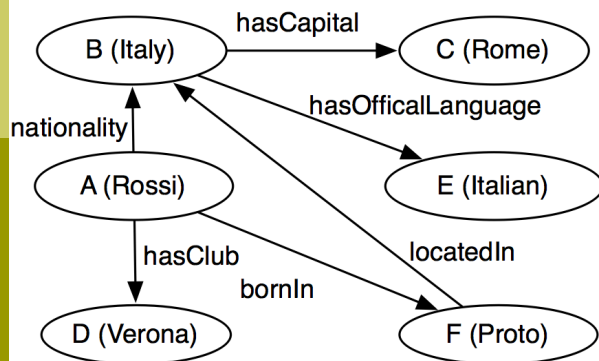 hasCapital
B (Italy)
C (Rome)
hasOfficalLanguage
nationality
A (Rossi)
E (Italian)
hasClub
locatedIn
bornIn
D (Verona)
F (Proto)